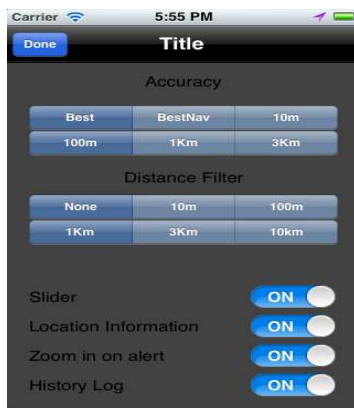 Carrier 5:55 PM
Done Title
Accuracy
Best BestNav 10m
100m 1Km 3Km
Distance Filter
None 10m 100m
1Km 3Km 10km
Slider ON
Location Information ON
Zoom in on alert ON
History Log ON